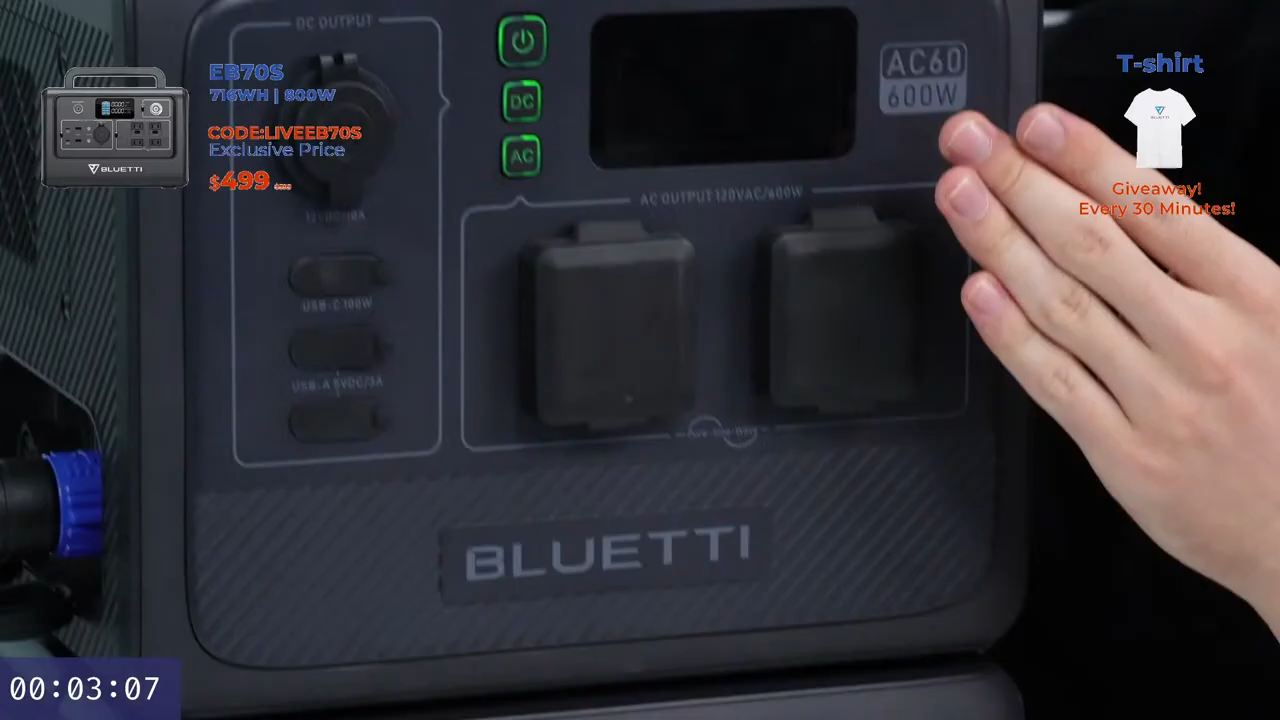 DC OUTPUT
EB70S
716WH | 800W
CODE:LIVEEB70S
Exclusive Price
$499
BLUETTI
DC
AC
AC60
600W
T-shirt
BLUETTI
Giveaway!
Every 30 Minutes!
AC OUTPUT 120VAC/600W
USB-C 100W
USB-A 5VDC/3A
BLUETTI
00:03:07